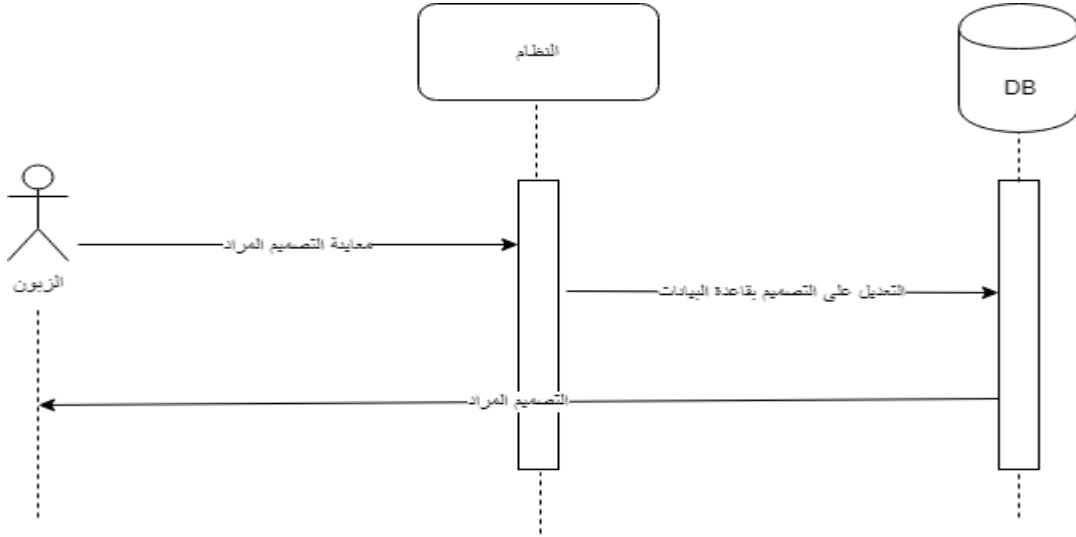 النظام
DB
معاينة التصميم المراد
الزبون
التعديل على التصميم بقاعدة البيانات
التصميم المراد